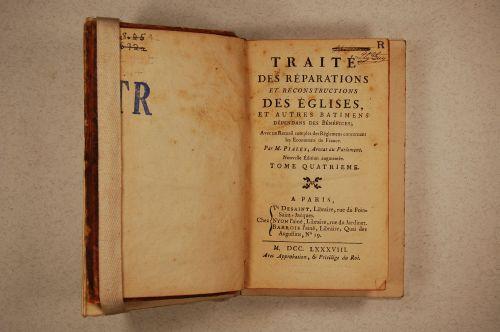 TR
R
TRAITÉ
DES RÉPARATIONS
ET RECONSTRUCTIONS
DES ÉGLISES,
ET AUTRES BATIMENS
DÉPENDANS DES BÉNÉFICES;
Avec un Recueil complet des Réglemens concernant
les Économats de France.
Par M. PIALES, Avocat au Parlement.
Nouvelle Édition augmentée.
TOME QUATRIEME.
A PARIS,
Chez
DESAINT, Libraire, rue du Foin-
Saint-Jacques.
NYON l'aîné, Libraire, rue du Jardinet.
BARROIS l'aîné, Libraire, Quai des
Augustins, Nº 19.
M. DCC. LXXXVIII.
Avec Approbation, & Privilége du Roi.